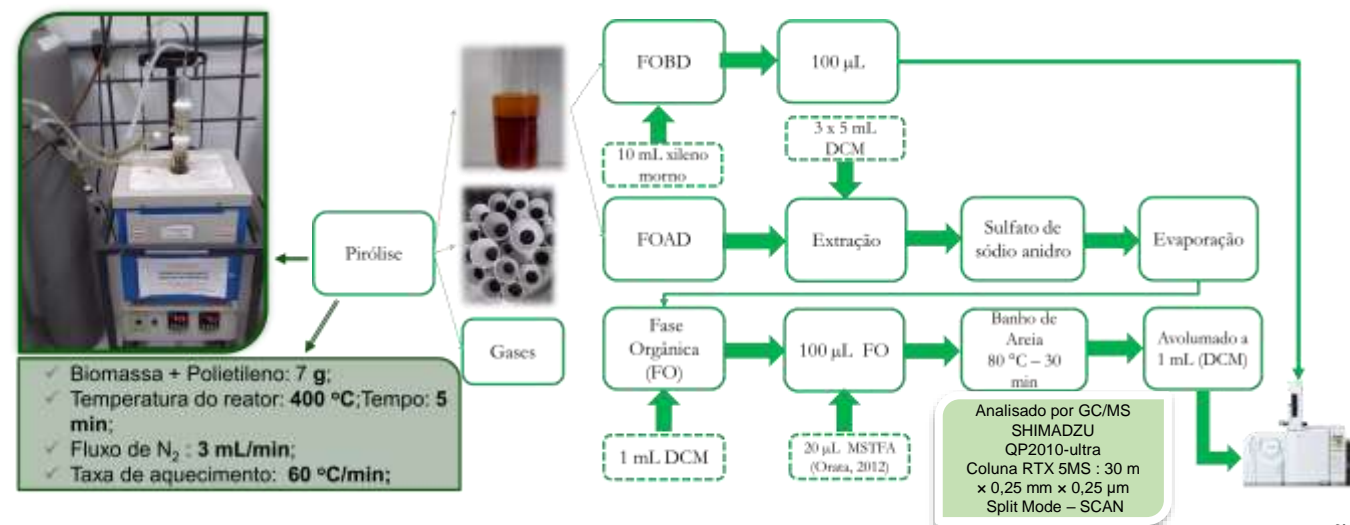 FOBD
100 µL
10 mL xileno
morno
3 x 5 mL
DCM
Pirólise
FOAD
Extração
Sulfato de
sódio anidro
Evaporação
Gases
Fase
Orgânica
(FO)
100 µL FO
Banho de
Areia
80 °C – 30
min
Avolumado a
1 mL (DCM)
1 mL DCM
20 µL MSTFA
(Orata, 2012)
✓ Biomassa + Polietileno: 7 g;
✓ Temperatura do reator: 400 °C;Tempo: 5
min;
✓ Fluxo de N₂ : 3 mL/min;
✓ Taxa de aquecimento: 60 °C/min;
Analisado por GC/MS
SHIMADZU
QP2010-ultra
Coluna RTX 5MS : 30 m
× 0,25 mm × 0,25 µm
Split Mode – SCAN